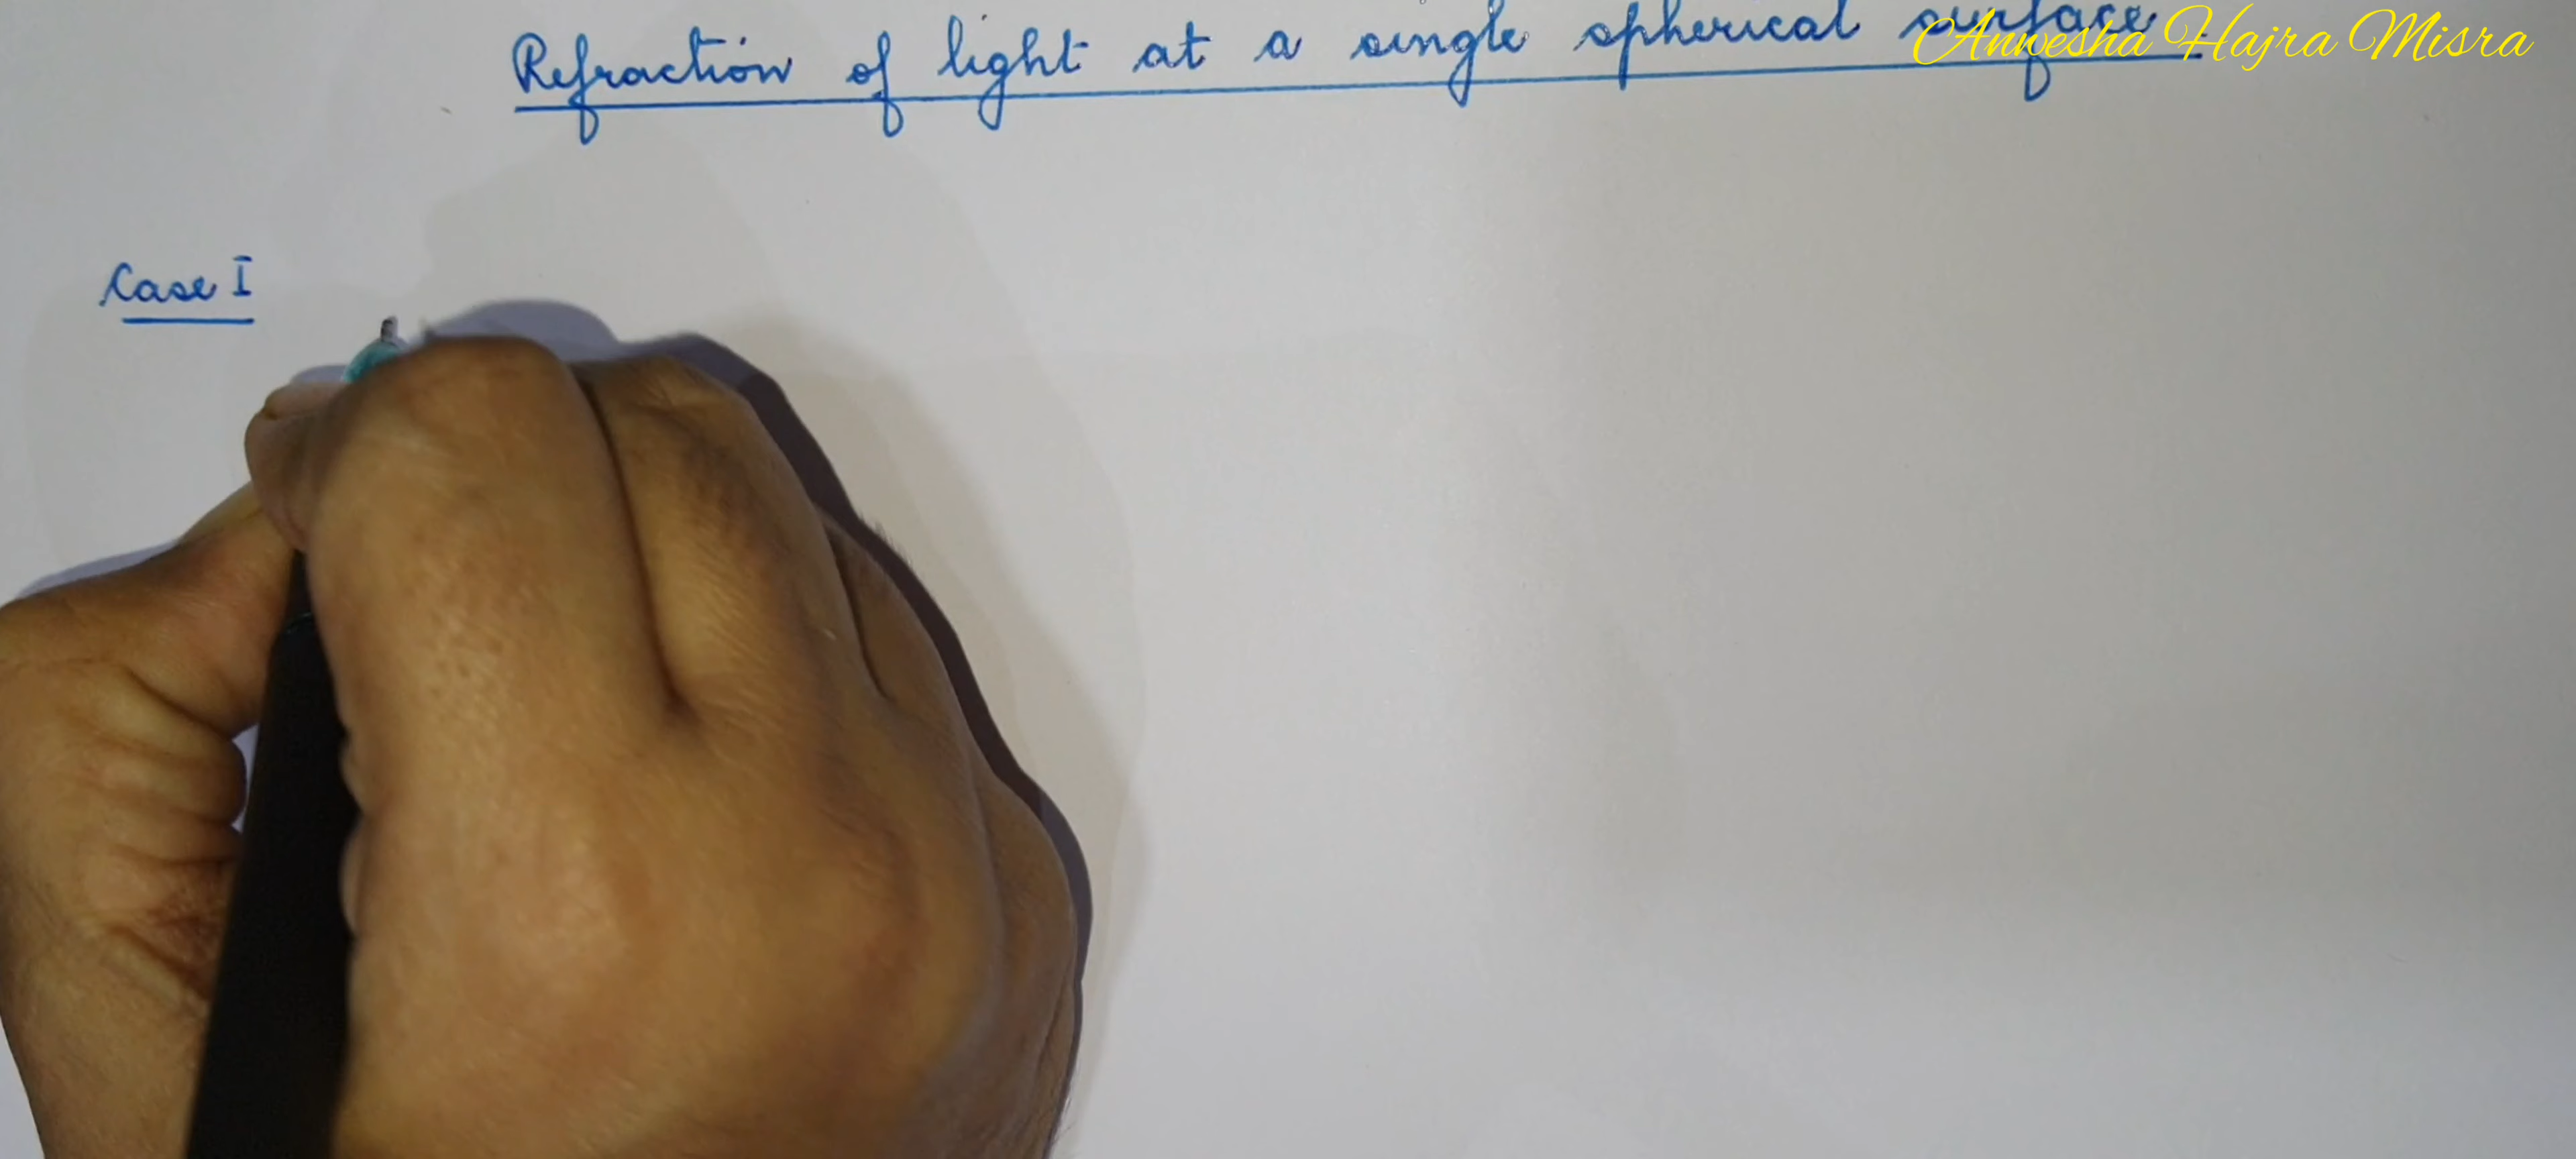 Refraction of light at a single spherical surface.
Anwesha Hajra Misra
Case I